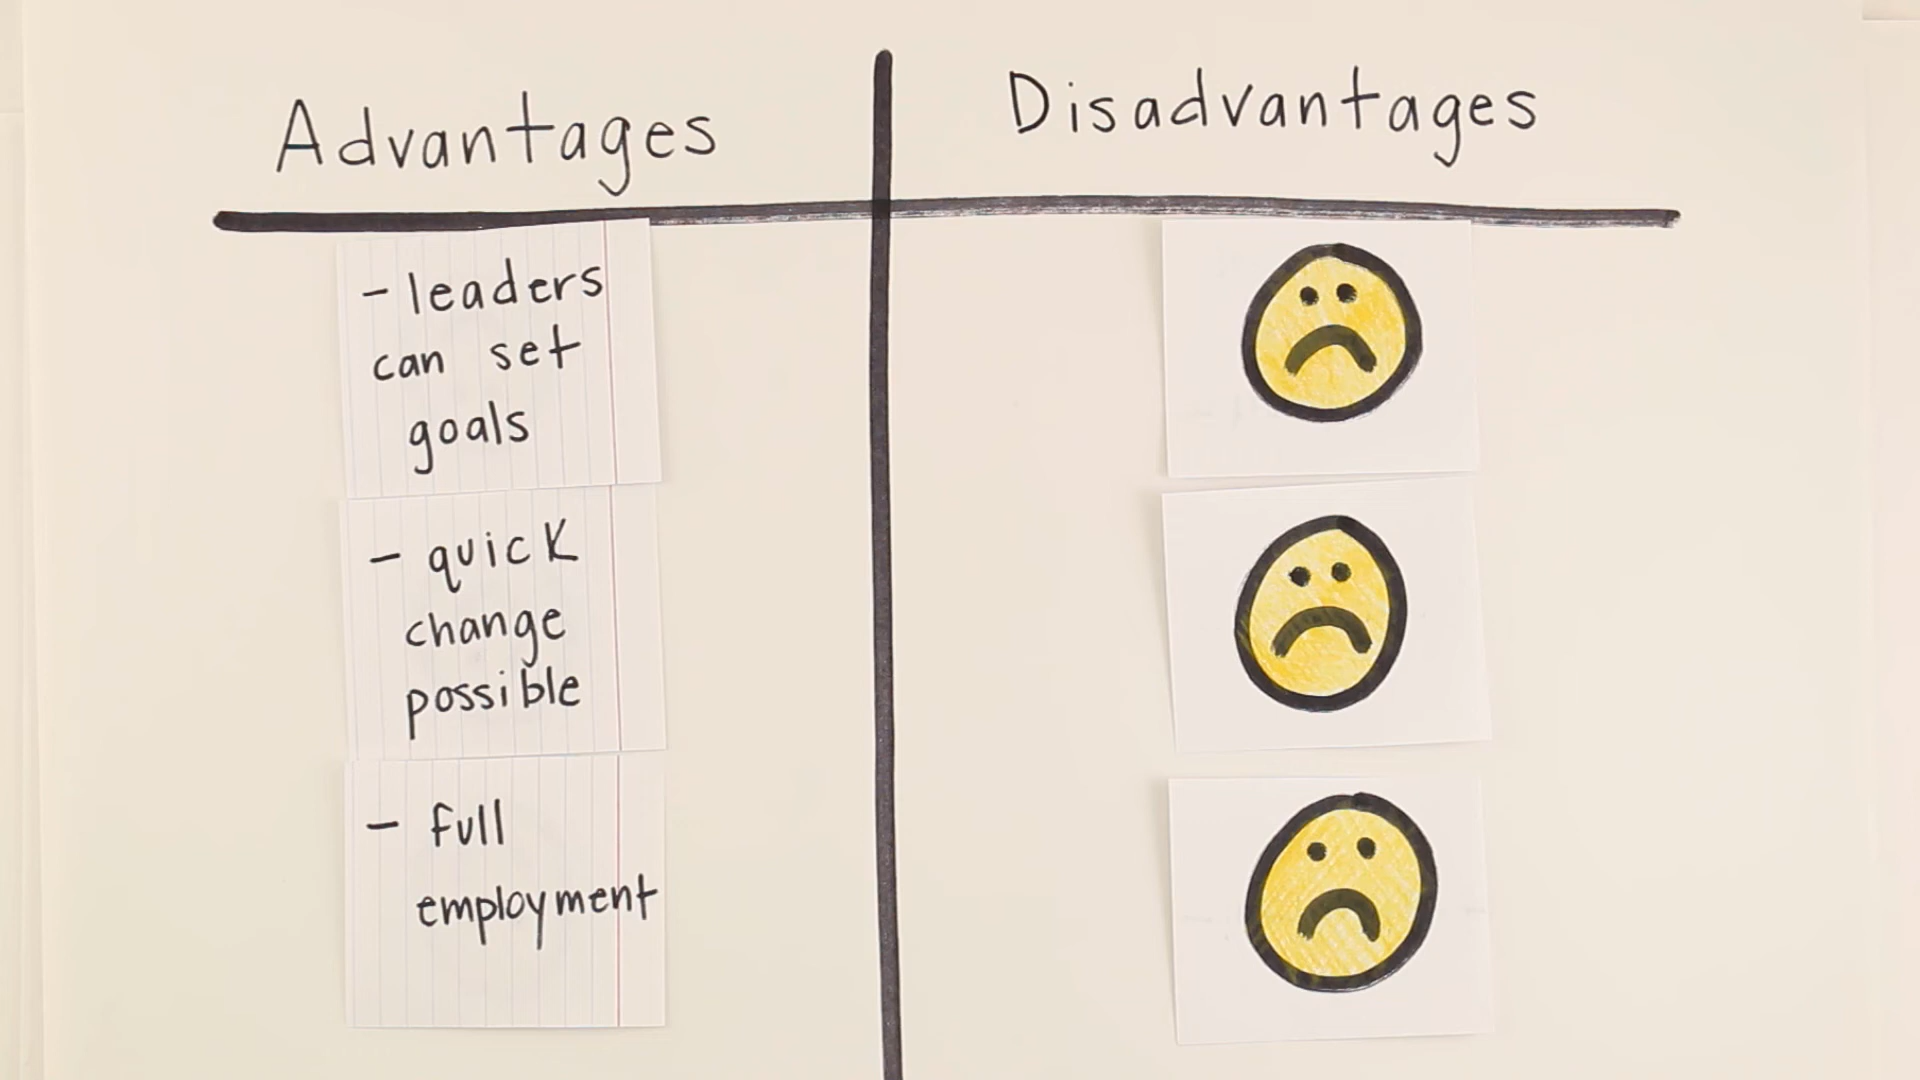 Advantages
Disadvantages
- leaders
can set
goals
- quick
change
possible
- full
employment